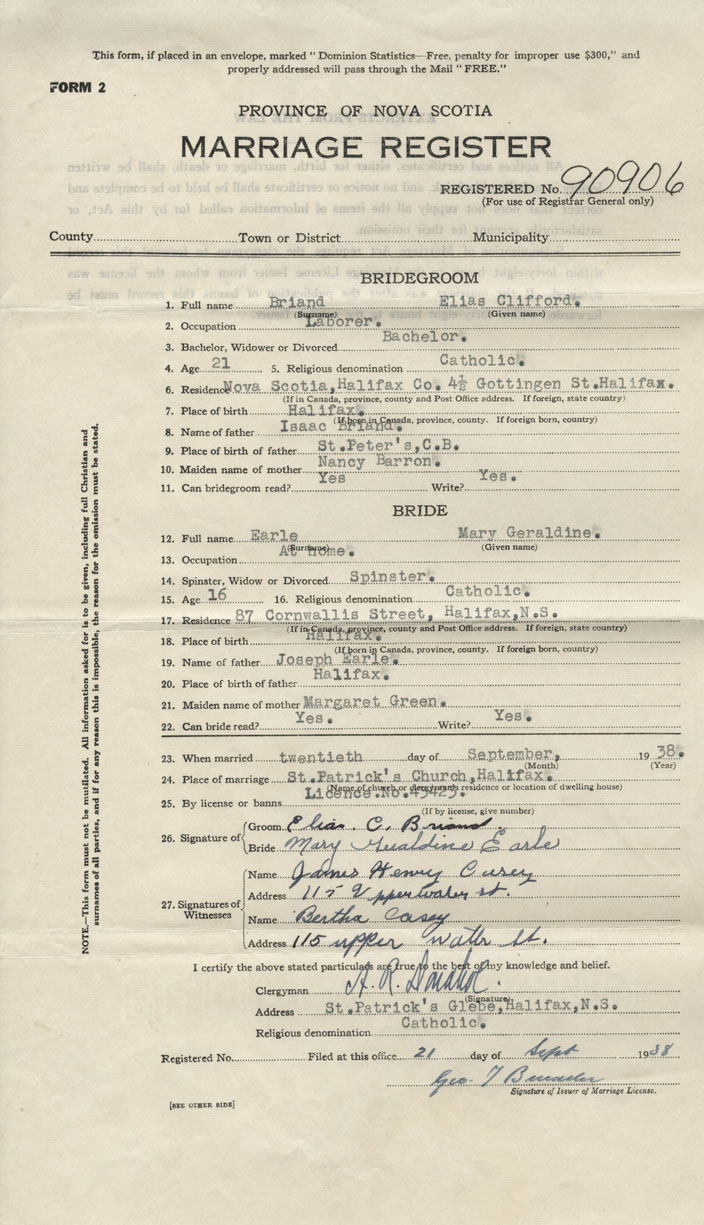 This form, if placed in an envelope, marked "Dominion Statistics—Free, penalty for improper use $300," and
properly addressed will pass through the Mail "FREE."
FORM 2
PROVINCE OF NOVA SCOTIA
MARRIAGE REGISTER
REGISTERED No. 90906
(For use of Registrar General only)
County Town or District Municipality
BRIDEGROOM
1. Full name Briand Elias Clifford.
(Surname) (Given name)
2. Occupation Laborer.
3. Bachelor, Widower or Divorced Bachelor.
4. Age 21 5. Religious denomination Catholic.
6. Residence Nova Scotia, Halifax Co. 4½ Gottingen St. Halifax.
(If in Canada, province, county and Post Office address. If foreign, state country)
7. Place of birth Halifax.
(If born in Canada, province, county. If foreign born, country)
8. Name of father Isaac Briand.
9. Place of birth of father St. Peter's, C.B.
10. Maiden name of mother Nancy Barron.
11. Can bridegroom read? Yes Write? Yes.
BRIDE
12. Full name Earle Mary Geraldine.
(Surname) (Given name)
13. Occupation At Home.
14. Spinster, Widow or Divorced Spinster.
15. Age 16 16. Religious denomination Catholic.
17. Residence 87 Cornwallis Street, Halifax, N.S.
(If in Canada, province, county and Post Office address. If foreign, state country)
18. Place of birth Halifax.
(If born in Canada, province, county. If foreign born, country)
19. Name of father Joseph Earle.
20. Place of birth of father Halifax.
21. Maiden name of mother Margaret Green.
22. Can bride read? Yes. Write? Yes.
23. When married twentieth day of September, 1938.
(Month) (Year)
24. Place of marriage St. Patrick's Church, Halifax.
(Name of church or clergyman's residence or location of dwelling house)
25. By license or banns Licence. No.
(If by license, give number)
26. Signature of
Groom Elias C. Briand
Bride Mary Geraldine Earle
27. Signatures of Witnesses
Name James Henry Casey
Address 115 Upperwater st.
Name Bertha Casey
Address 115 upper water st.
I certify the above stated particulars are true to the best of my knowledge and belief.
Clergyman H. R.
(Signature)
Address St. Patrick's Glebe, Halifax, N.S.
Religious denomination Catholic.
Registered No. Filed at this office 21 day of Sept 1938
Geo. T
Signature of Issuer of Marriage License.
[SEE OTHER SIDE]
NOTE.—This form must not be mutilated. All information asked for is to be given, including full Christian and
surnames of all parties, and if for any reason this is impossible, the reason for the omission must be stated.